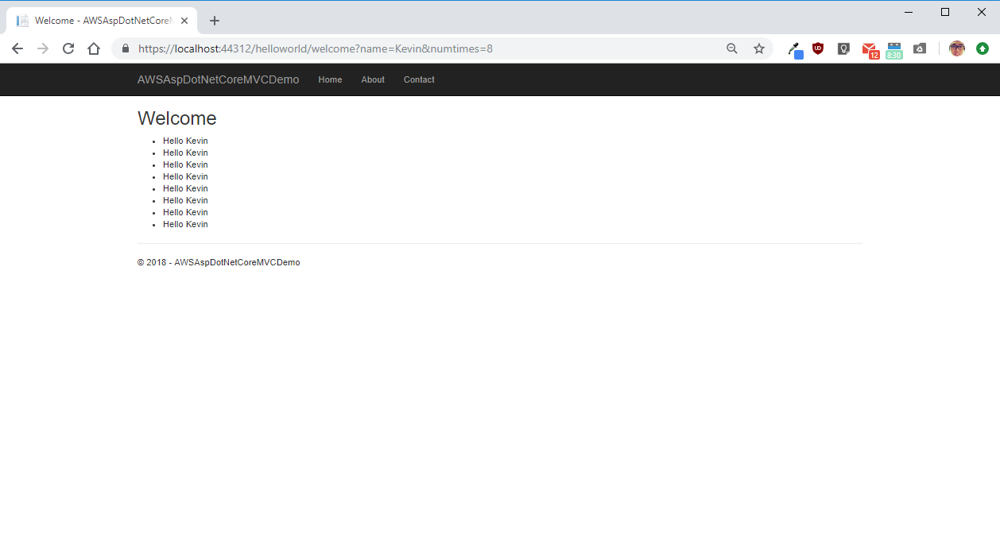 Welcome - AWSAspDotNetCoreM
https://localhost:44312/helloworld/welcome?name=Kevin&numtimes=8
UD
12
8:30
AWSAspDotNetCoreMVCDemo Home About Contact
Welcome
Hello Kevin
Hello Kevin
Hello Kevin
Hello Kevin
Hello Kevin
Hello Kevin
Hello Kevin
Hello Kevin
© 2018 - AWSAspDotNetCoreMVCDemo